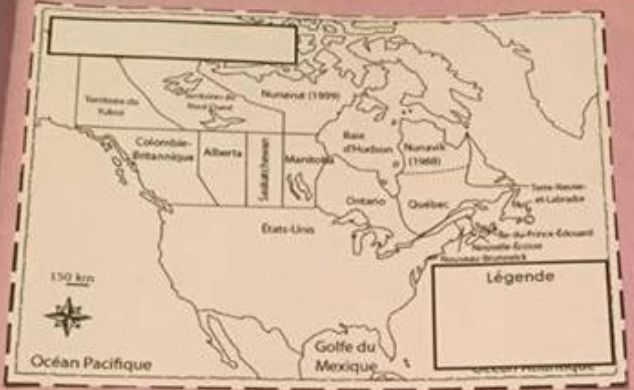 Nunavut (1999)
Territoires du
Nord-Ouest
Territoire du
Yukon
Colombie-
Britannique
Alberta
Saskatchewan
Manitoba
Baie
d'Hudson
Nunavik
(1988)
Terre-Neuve-
et-Labrador
Ontario
Québec
Île-du-Prince-Édouard
Nouvelle-Écosse
Nouveau-Brunswick
États-Unis
Légende
150 km
Océan Pacifique
Golfe du
Mexique
Océan Atlantique